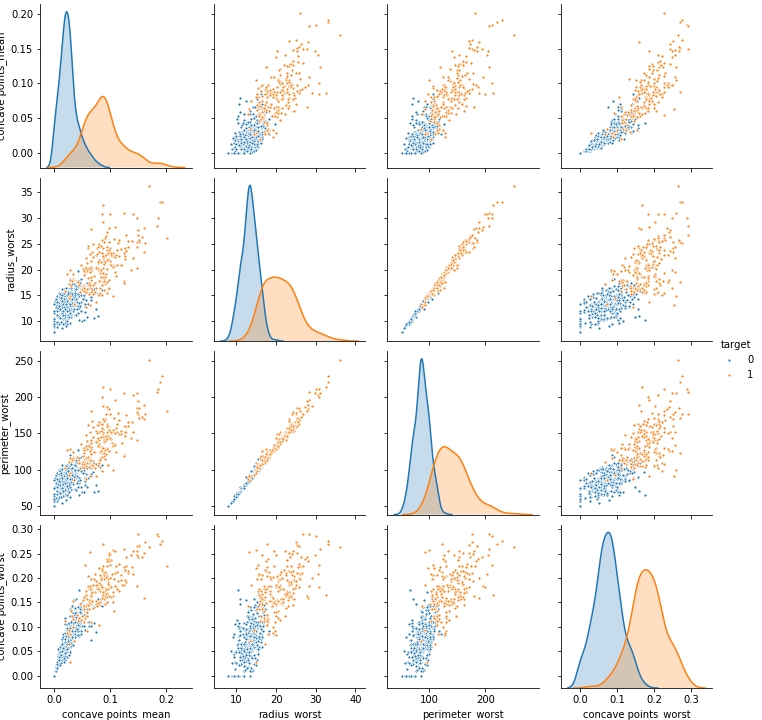 0.20
0.15
0.10
0.05
0.00
concave points_mean
35
30
25
20
15
10
radius_worst
target
0
1
250
200
150
100
50
perimeter_worst
0.30
0.25
0.20
0.15
0.10
0.05
0.00
concave points_worst
0.0 0.1 0.2
10 20 30 40
100 200
0.0 0.1 0.2 0.3
concave points_mean
radius_worst
perimeter_worst
concave points_worst